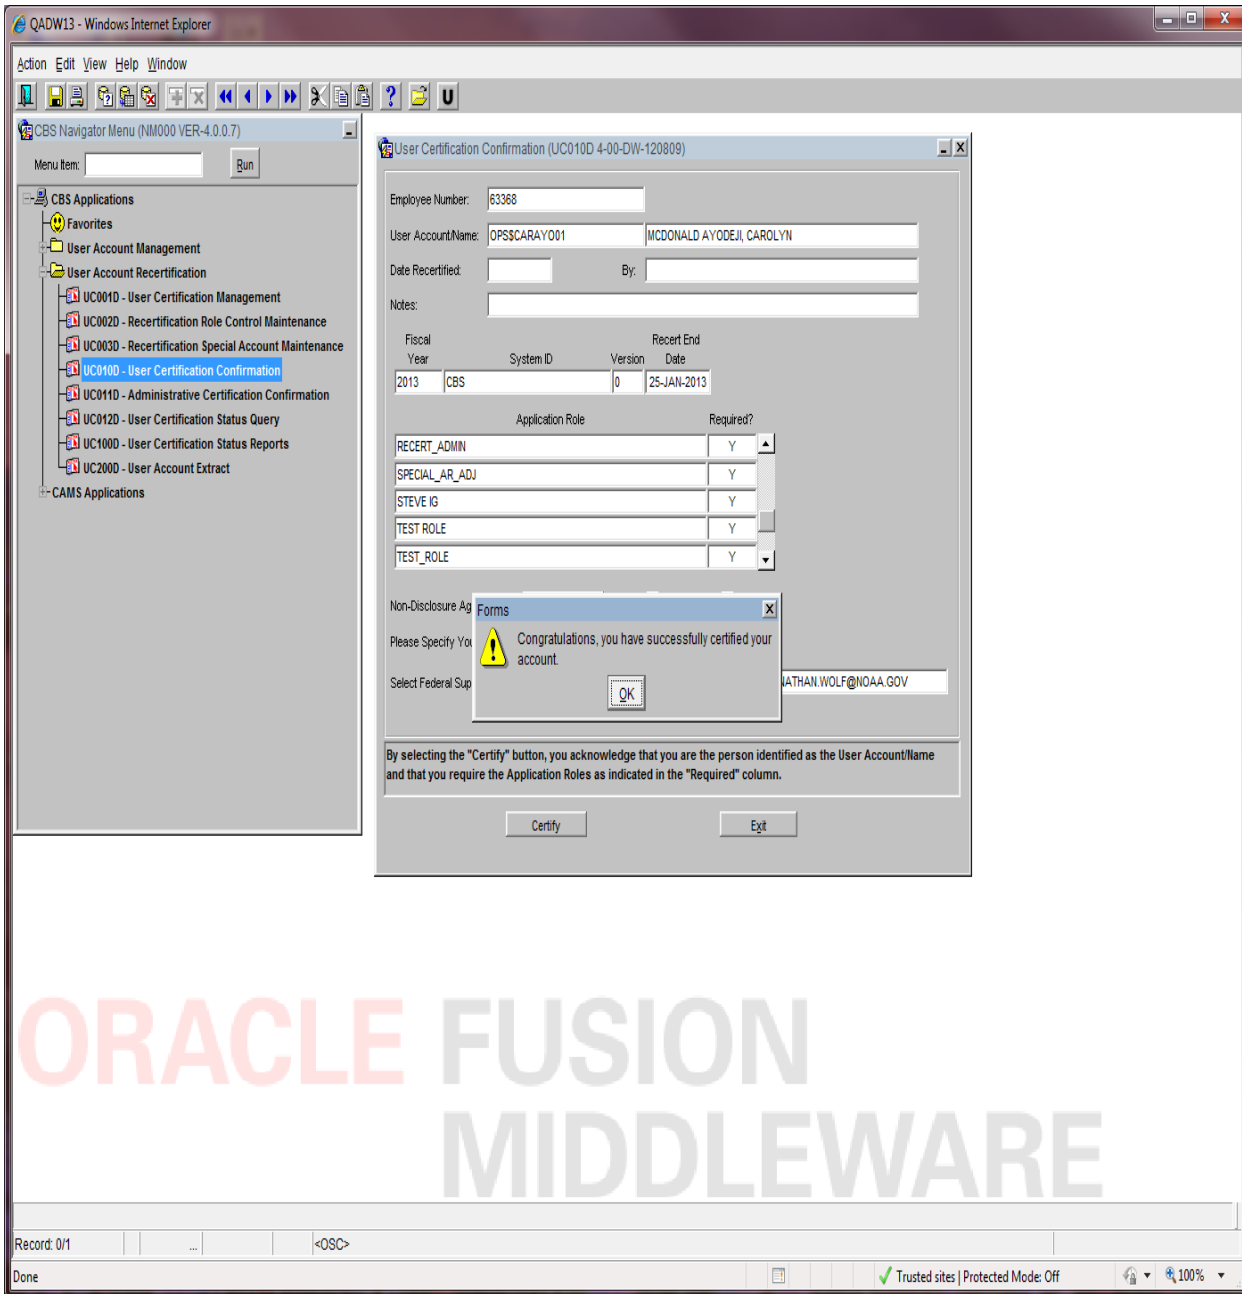 QADW13 - Windows Internet Explorer
Action Edit View Help Window
CBS Navigator Menu (NM000 VER-4.0.0.7)
Menu Item:
Run
CBS Applications
Favorites
User Account Management
User Account Recertification
UC001D - User Certification Management
UC002D - Recertification Role Control Maintenance
UC003D - Recertification Special Account Maintenance
UC010D - User Certification Confirmation
UC011D - Administrative Certification Confirmation
UC012D - User Certification Status Query
UC100D - User Certification Status Reports
UC200D - User Account Extract
CAMS Applications
User Certification Confirmation (UC010D 4-00-DW-120809)
Employee Number: 63368
User Account/Name: OPS$CARAYO01 MCDONALD AYODEJI, CAROLYN
Date Recertified: By:
Notes:
Fiscal Recert End
Year System ID Version Date
2013 CBS 0 25-JAN-2013
Application Role Required?
RECERT_ADMIN Y
SPECIAL_AR_ADJ Y
STEVE IG Y
TEST ROLE Y
TEST_ROLE Y
Non-Disclosure Ag
Please Specify You
Select Federal Sup
NATHAN.WOLF@NOAA.GOV
Forms
Congratulations, you have successfully certified your
account.
OK
By selecting the "Certify" button, you acknowledge that you are the person identified as the User Account/Name
and that you require the Application Roles as indicated in the "Required" column.
Certify Exit
ORACLE FUSION
MIDDLEWARE
Record: 0/1 ... <OSC>
Done Trusted sites | Protected Mode: Off 100%